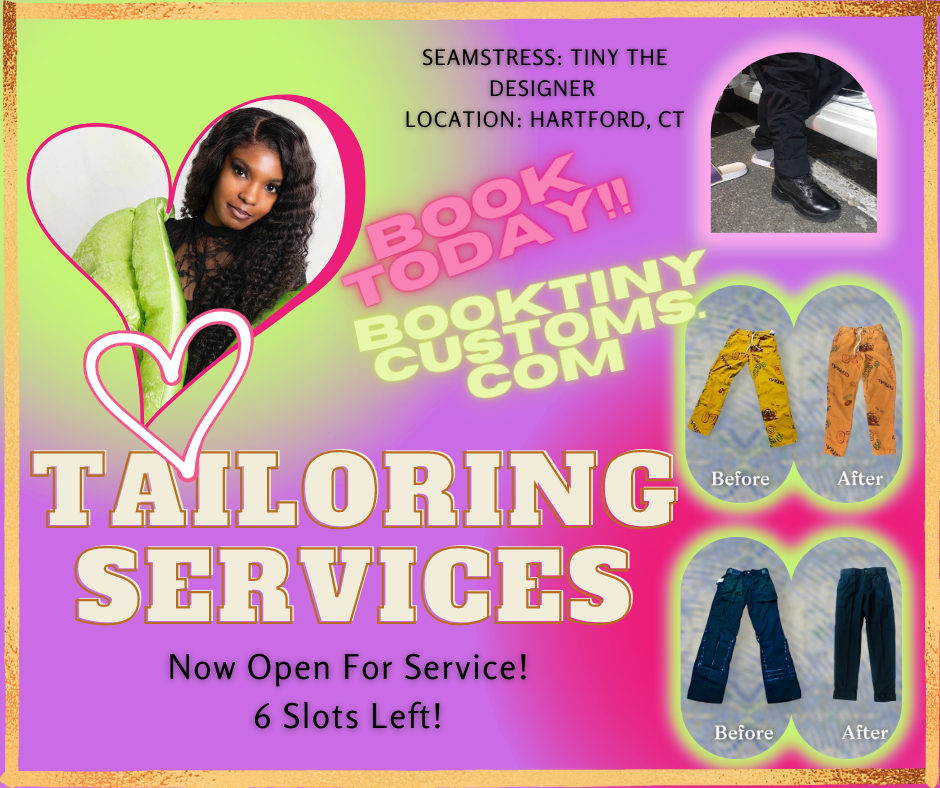 SEAMSTRESS: TINY THE
DESIGNER
LOCATION: HARTFORD, CT
BOOK
TODAY!!
BOOKTINY
CUSTOMS.
COM
Before
After
TAILORING
SERVICES
Now Open For Service!
6 Slots Left!
Before
After